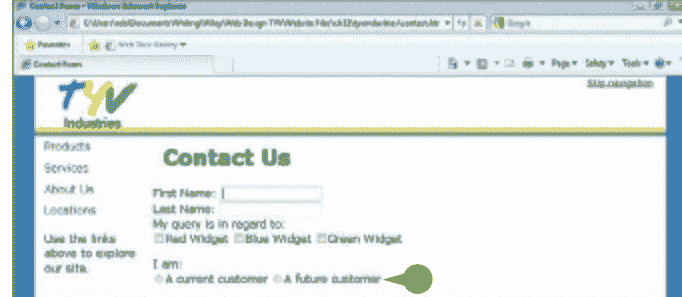 Contact Form - Windows Internet Explorer
Google
Favorites Web Slice Gallery
Contact Form
Page Safety Tools
Skip navigation
TYV
Industries
Products
Services
About Us
Locations
Use the links
above to explore
our site.
Contact Us
First Name:
Last Name:
My query is in regard to:
Red Widget Blue Widget Green Widget
I am:
A current customer A future customer